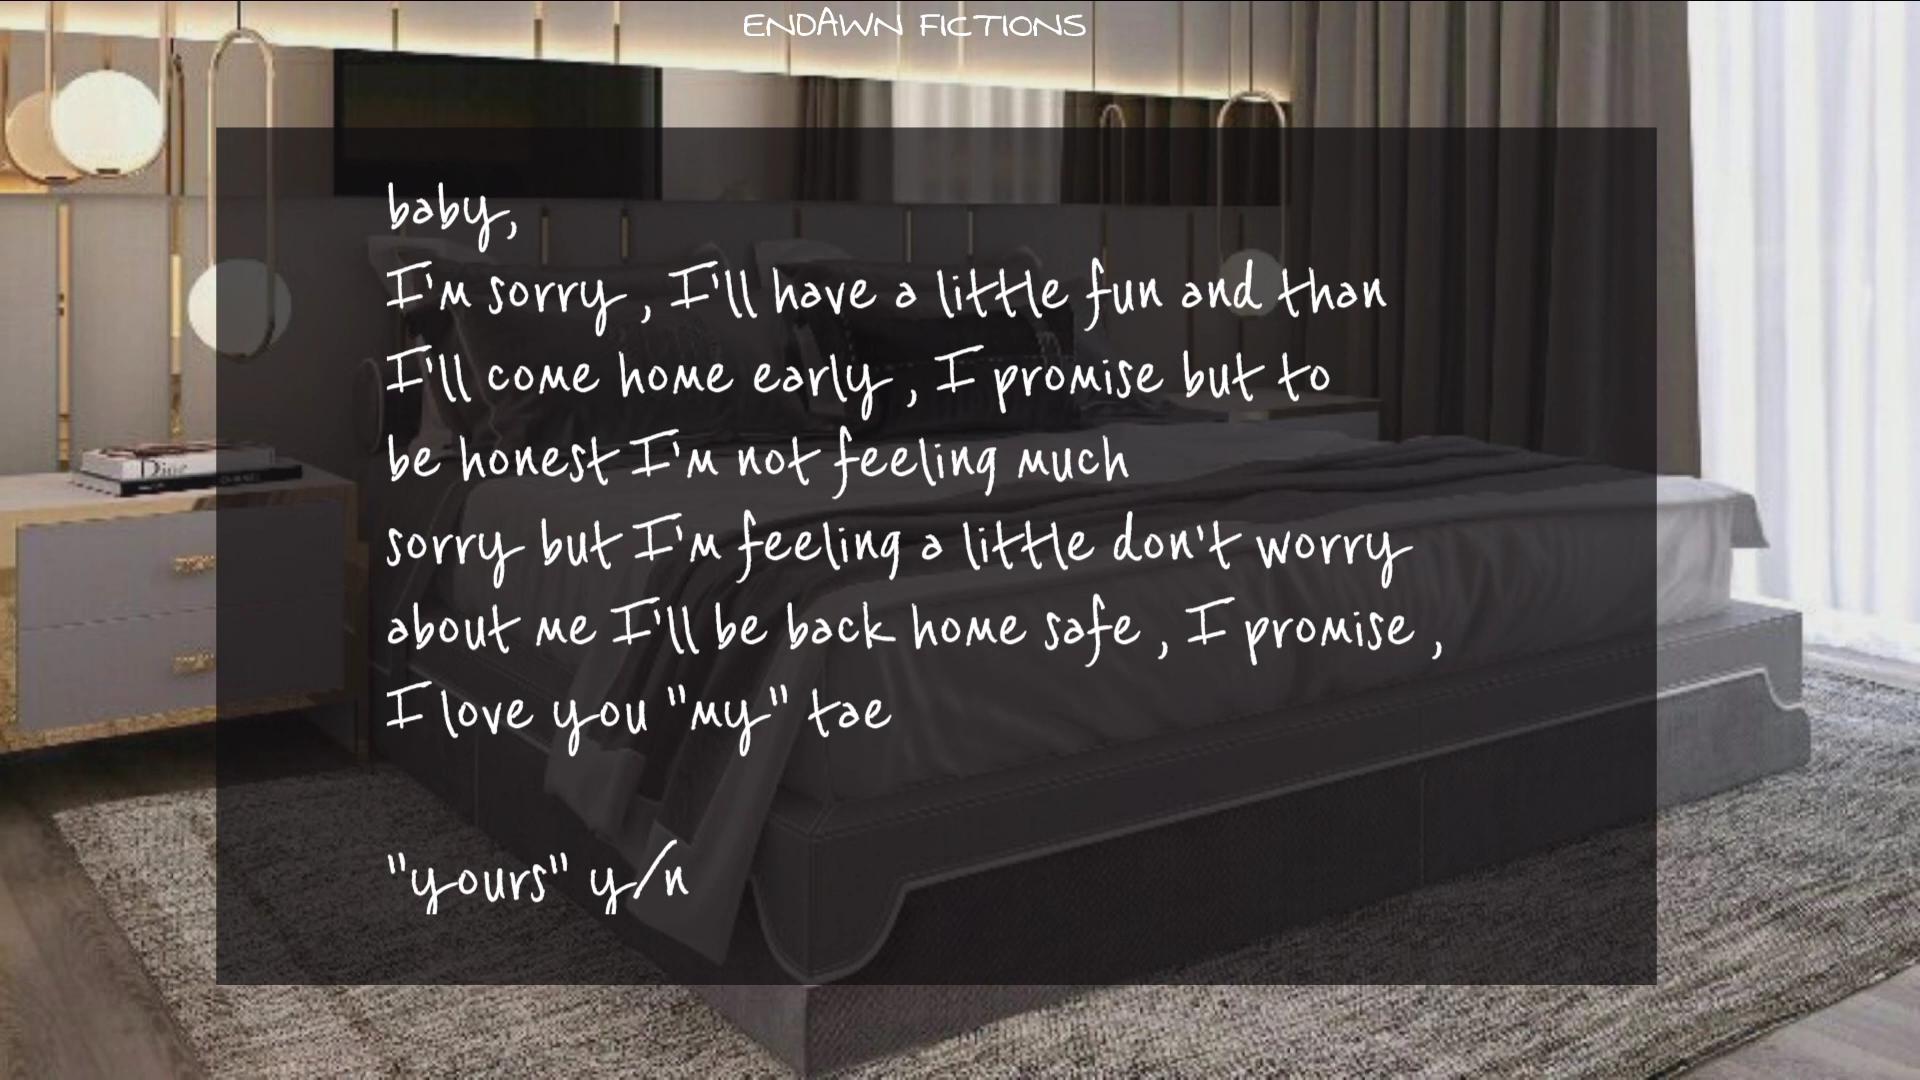 ENDAWN FICTIONS
baby,
I'm sorry , I'll have a little fun and than
I'll come home early , I promise but to
be honest I'm not feeling much
sorry but I'm feeling a little don't worry
about me I'll be back home safe , I promise ,
I love you "my" tae
"yours" y/n
Dior